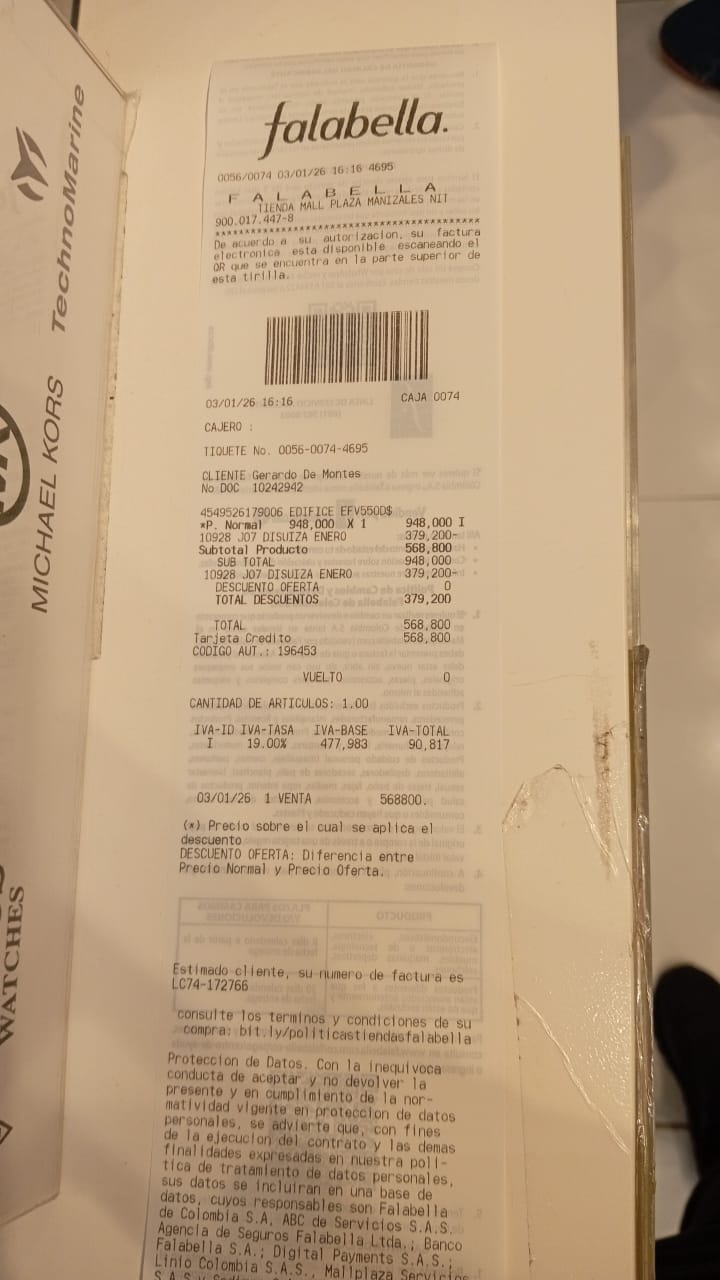 falabella.
0056/0074 03/01/26 16:16 4695
F A L A B E L L A
TIENDA MALL PLAZA MANIZALES NIT
900.017.447-8
****************************************
De acuerdo a su autorizacion, su factura
electronica esta disponible escaneando el
QR que se encuentra en la parte superior de
esta tirilla.
03/01/26 16:16 CAJA 0074
CAJERO :
TIQUETE No. 0056-0074-4695
CLIENTE Gerardo De Montes
No DOC 10242942
4549526179006 EDIFICE EFV550D$
*P. Normal 948,000 X 1 948,000 I
10928 J07 DISUIZA ENERO 379,200-
Subtotal Producto 568,800
SUB TOTAL 948,000
10928 J07 DISUIZA ENERO 379,200-
DESCUENTO OFERTA 0
TOTAL DESCUENTOS 379,200
TOTAL 568,800
Tarjeta Credito 568,800
CODIGO AUT.: 196453
VUELTO 0
CANTIDAD DE ARTICULOS: 1.00
IVA-ID IVA-TASA IVA-BASE IVA-TOTAL
I 19.00% 477,983 90,817
03/01/26 1 VENTA 568800.
(*) Precio sobre el cual se aplica el
descuento
DESCUENTO OFERTA: Diferencia entre
Precio Normal y Precio Oferta.
Estimado cliente, su numero de factura es
LC74-172766
consulte los terminos y condiciones de su
compra: bit.ly/politicastiendasfalabella
Proteccion de Datos. Con la inequivoca
conducta de aceptar y no devolver la
presente y en cumplimiento de la nor-
matividad vigente en proteccion de datos
personales, se advierte que, con fines
de la ejecucion del contrato y las demas
finalidades expresadas en nuestra poli-
tica de tratamiento de datos personales,
sus datos se incluiran en una base de
datos, cuyos responsables son Falabella
de Colombia S.A, ABC de Servicios S.A.S.
Agencia de Seguros Falabella Ltda.; Banco
Falabella S.A.; Digital Payments S.A.S.;
Linio Colombia S.A.S., Mallplaza Servicios
TechnoMarine
MICHAEL KORS
WATCHES